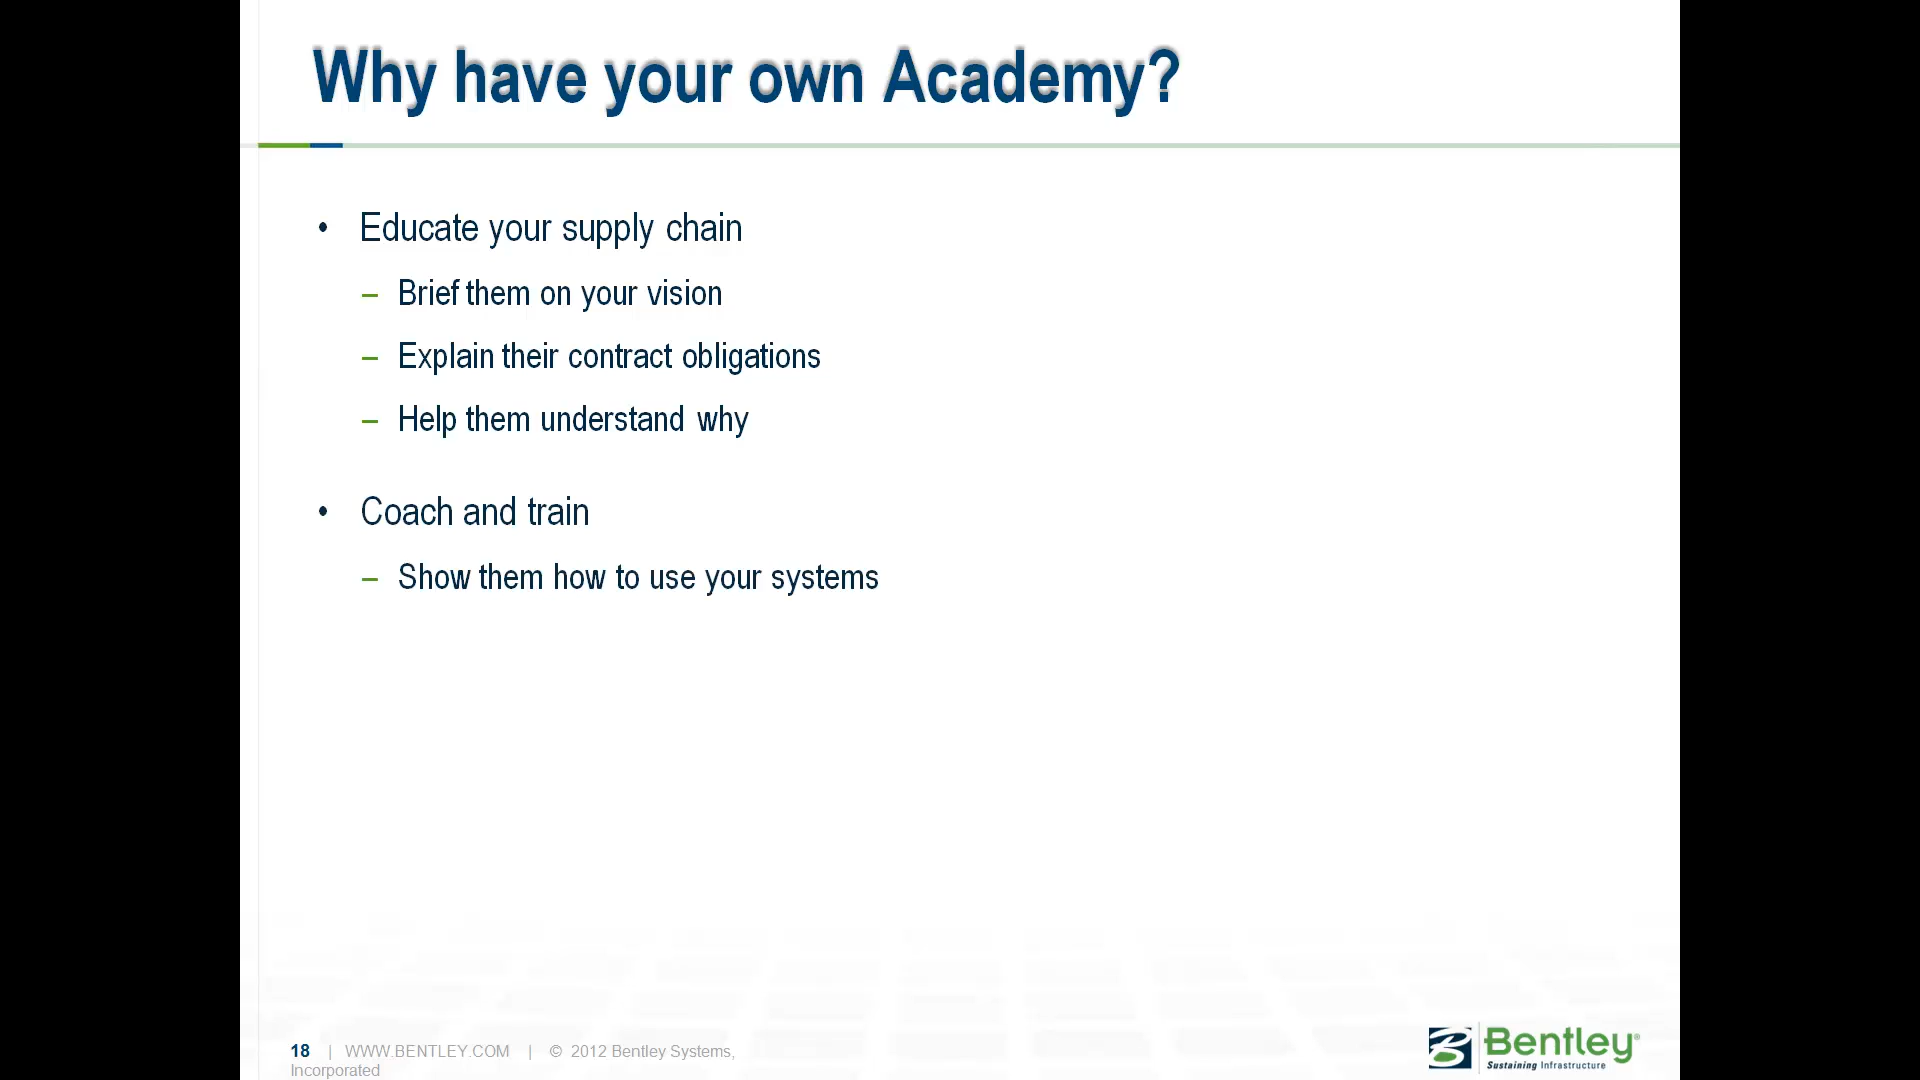 Why have your own Academy?
• Educate your supply chain
– Brief them on your vision
– Explain their contract obligations
– Help them understand why
• Coach and train
– Show them how to use your systems
18 | WWW.BENTLEY.COM | © 2012 Bentley Systems,
Incorporated
Bentley®
Sustaining Infrastructure